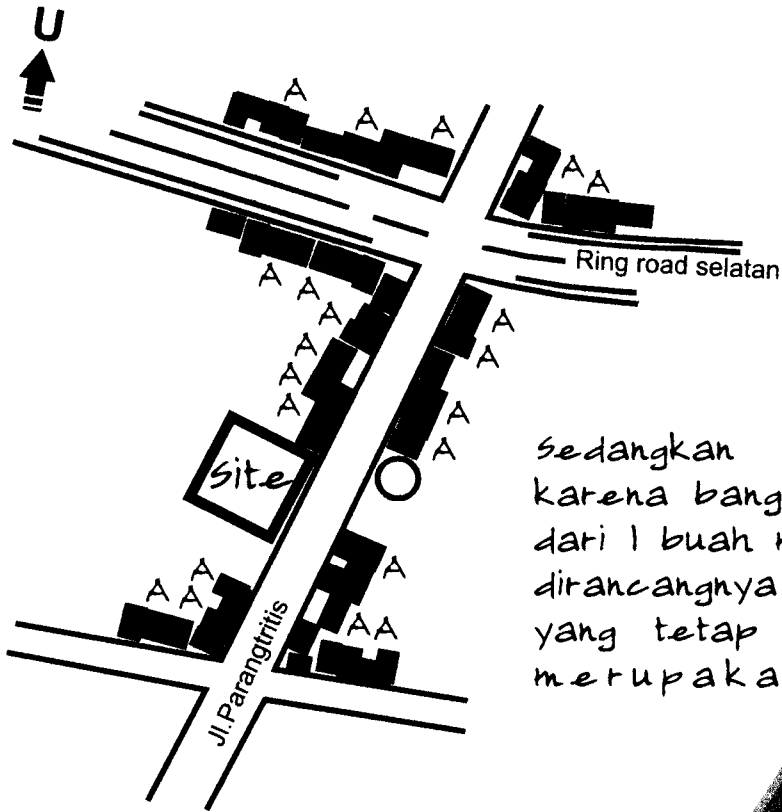 U
A
A
A
A
A
Ring road selatan
A
A
A
A
A
A
A
A
A
A
site
sedangkan
karena bang
dari 1 buah
dirancangnya
yang tetap
merupaka
A
A
A
A
A A
Jl.Parangtritis